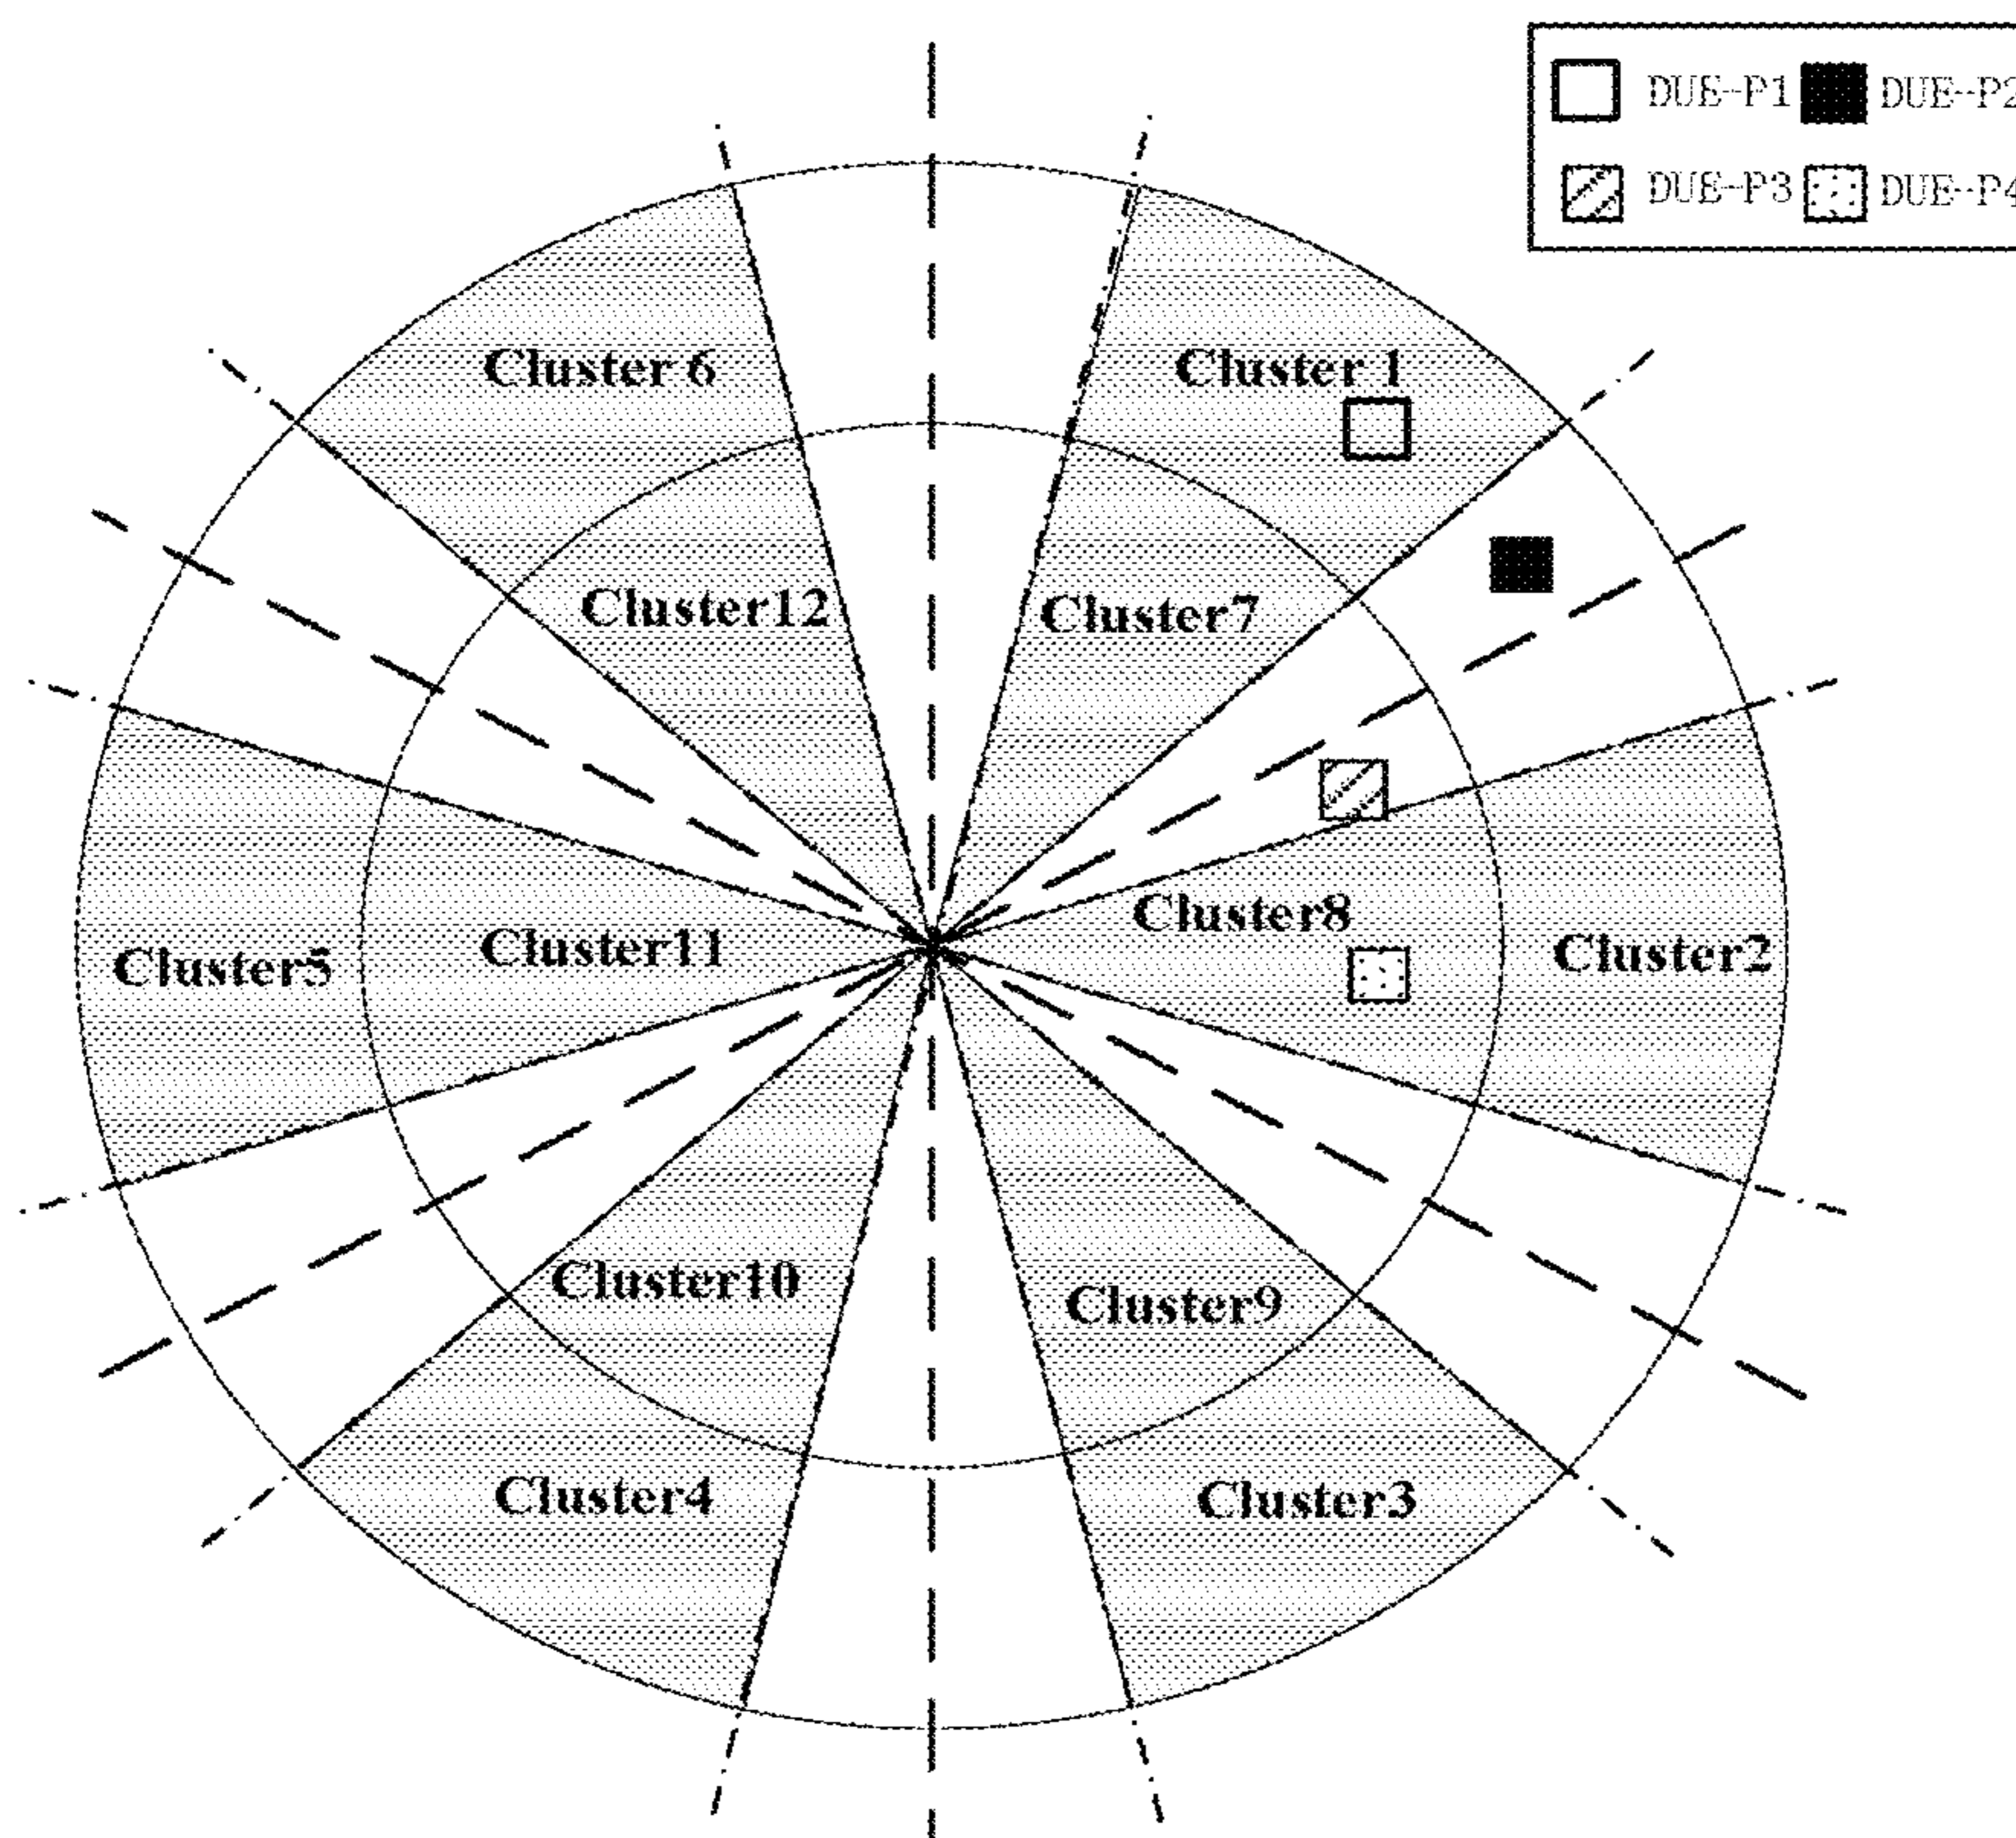 DUE-P1 DUE-P2
DUE-P3 DUE-P4
Cluster 6
Cluster 1
Cluster12
Cluster7
Cluster8
Cluster5
Cluster11
Cluster2
Cluster10
Cluster9
Cluster4
Cluster3